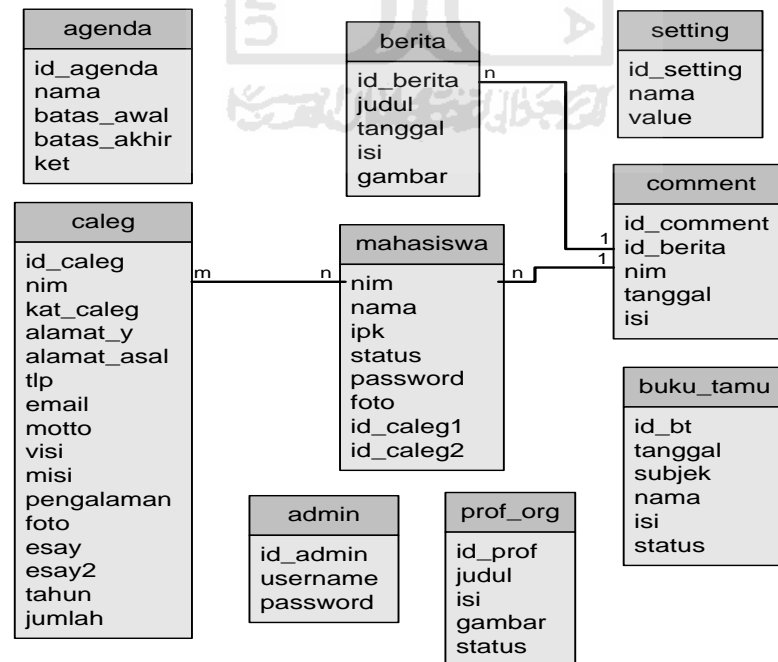 agenda
id_agenda
nama
batas_awal
batas_akhir
ket
berita
id_berita
judul
tanggal
isi
gambar
n
setting
id_setting
nama
value
comment
id_comment
id_berita
nim
tanggal
isi
1
1
caleg
id_caleg
nim
kat_caleg
alamat_y
alamat_asal
tlp
email
motto
visi
misi
pengalaman
foto
esay
esay2
tahun
jumlah
m
n
mahasiswa
nim
nama
ipk
status
password
foto
id_caleg1
id_caleg2
n
buku_tamu
id_bt
tanggal
subjek
nama
isi
status
admin
id_admin
username
password
prof_org
id_prof
judul
isi
gambar
status